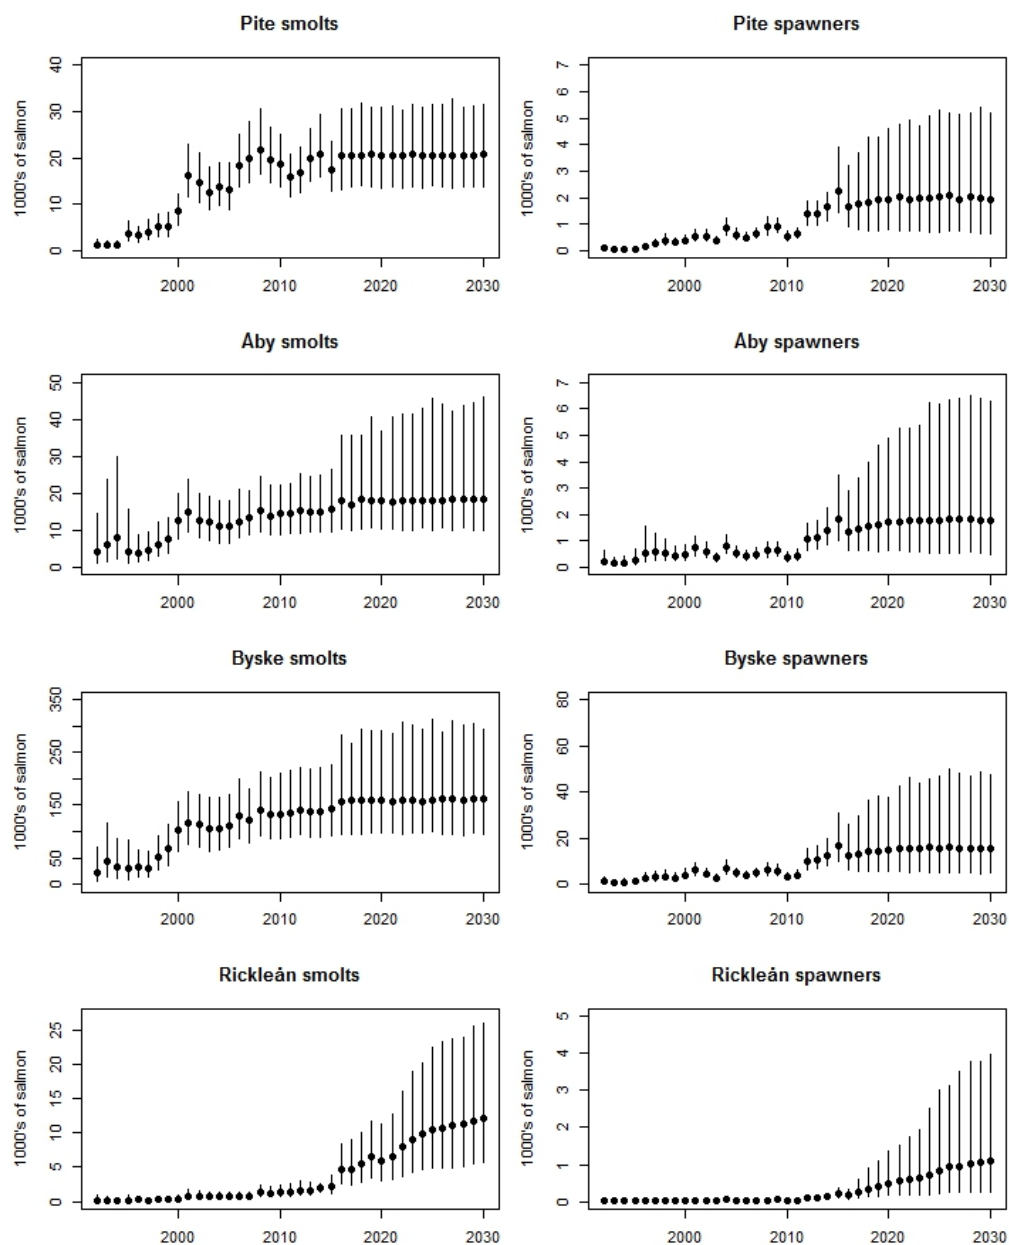 Pite smolts
1000's of salmon
40
30
20
10
0
2000 2010 2020 2030
Pite spawners
1000's of salmon
7
6
5
4
3
2
1
0
2000 2010 2020 2030
Åby smolts
1000's of salmon
50
40
30
20
10
0
2000 2010 2020 2030
Åby spawners
1000's of salmon
7
6
5
4
3
2
1
0
2000 2010 2020 2030
Byske smolts
1000's of salmon
350
250
150
50
0
2000 2010 2020 2030
Byske spawners
1000's of salmon
80
60
40
20
0
2000 2010 2020 2030
Rickleån smolts
1000's of salmon
25
20
15
10
5
0
2000 2010 2020 2030
Rickleån spawners
1000's of salmon
5
4
3
2
1
0
2000 2010 2020 2030